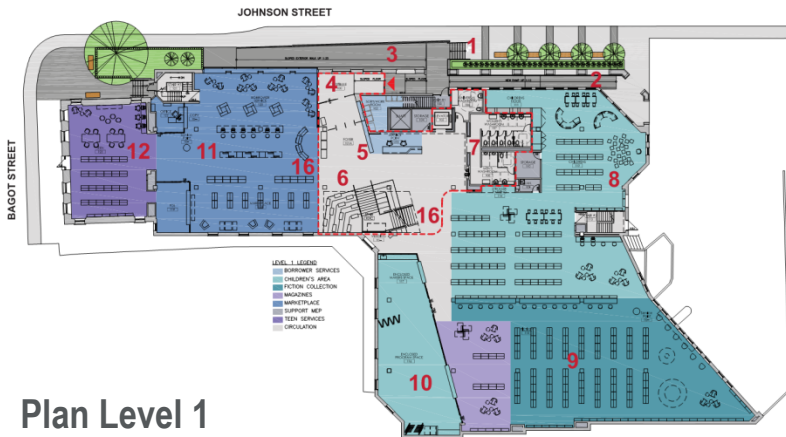 JOHNSON STREET
1
3
2
4
5
7
12
11
16
8
6
16
BAGOT STREET
LEVEL 1 LEGEND
BORROWER SERVICES
CHILDREN'S AREA
FICTION COLLECTION
MAGAZINES
MARKETPLACE
SUPPORT MEP
TEEN SERVICES
CIRCULATION
9
10
Plan Level 1